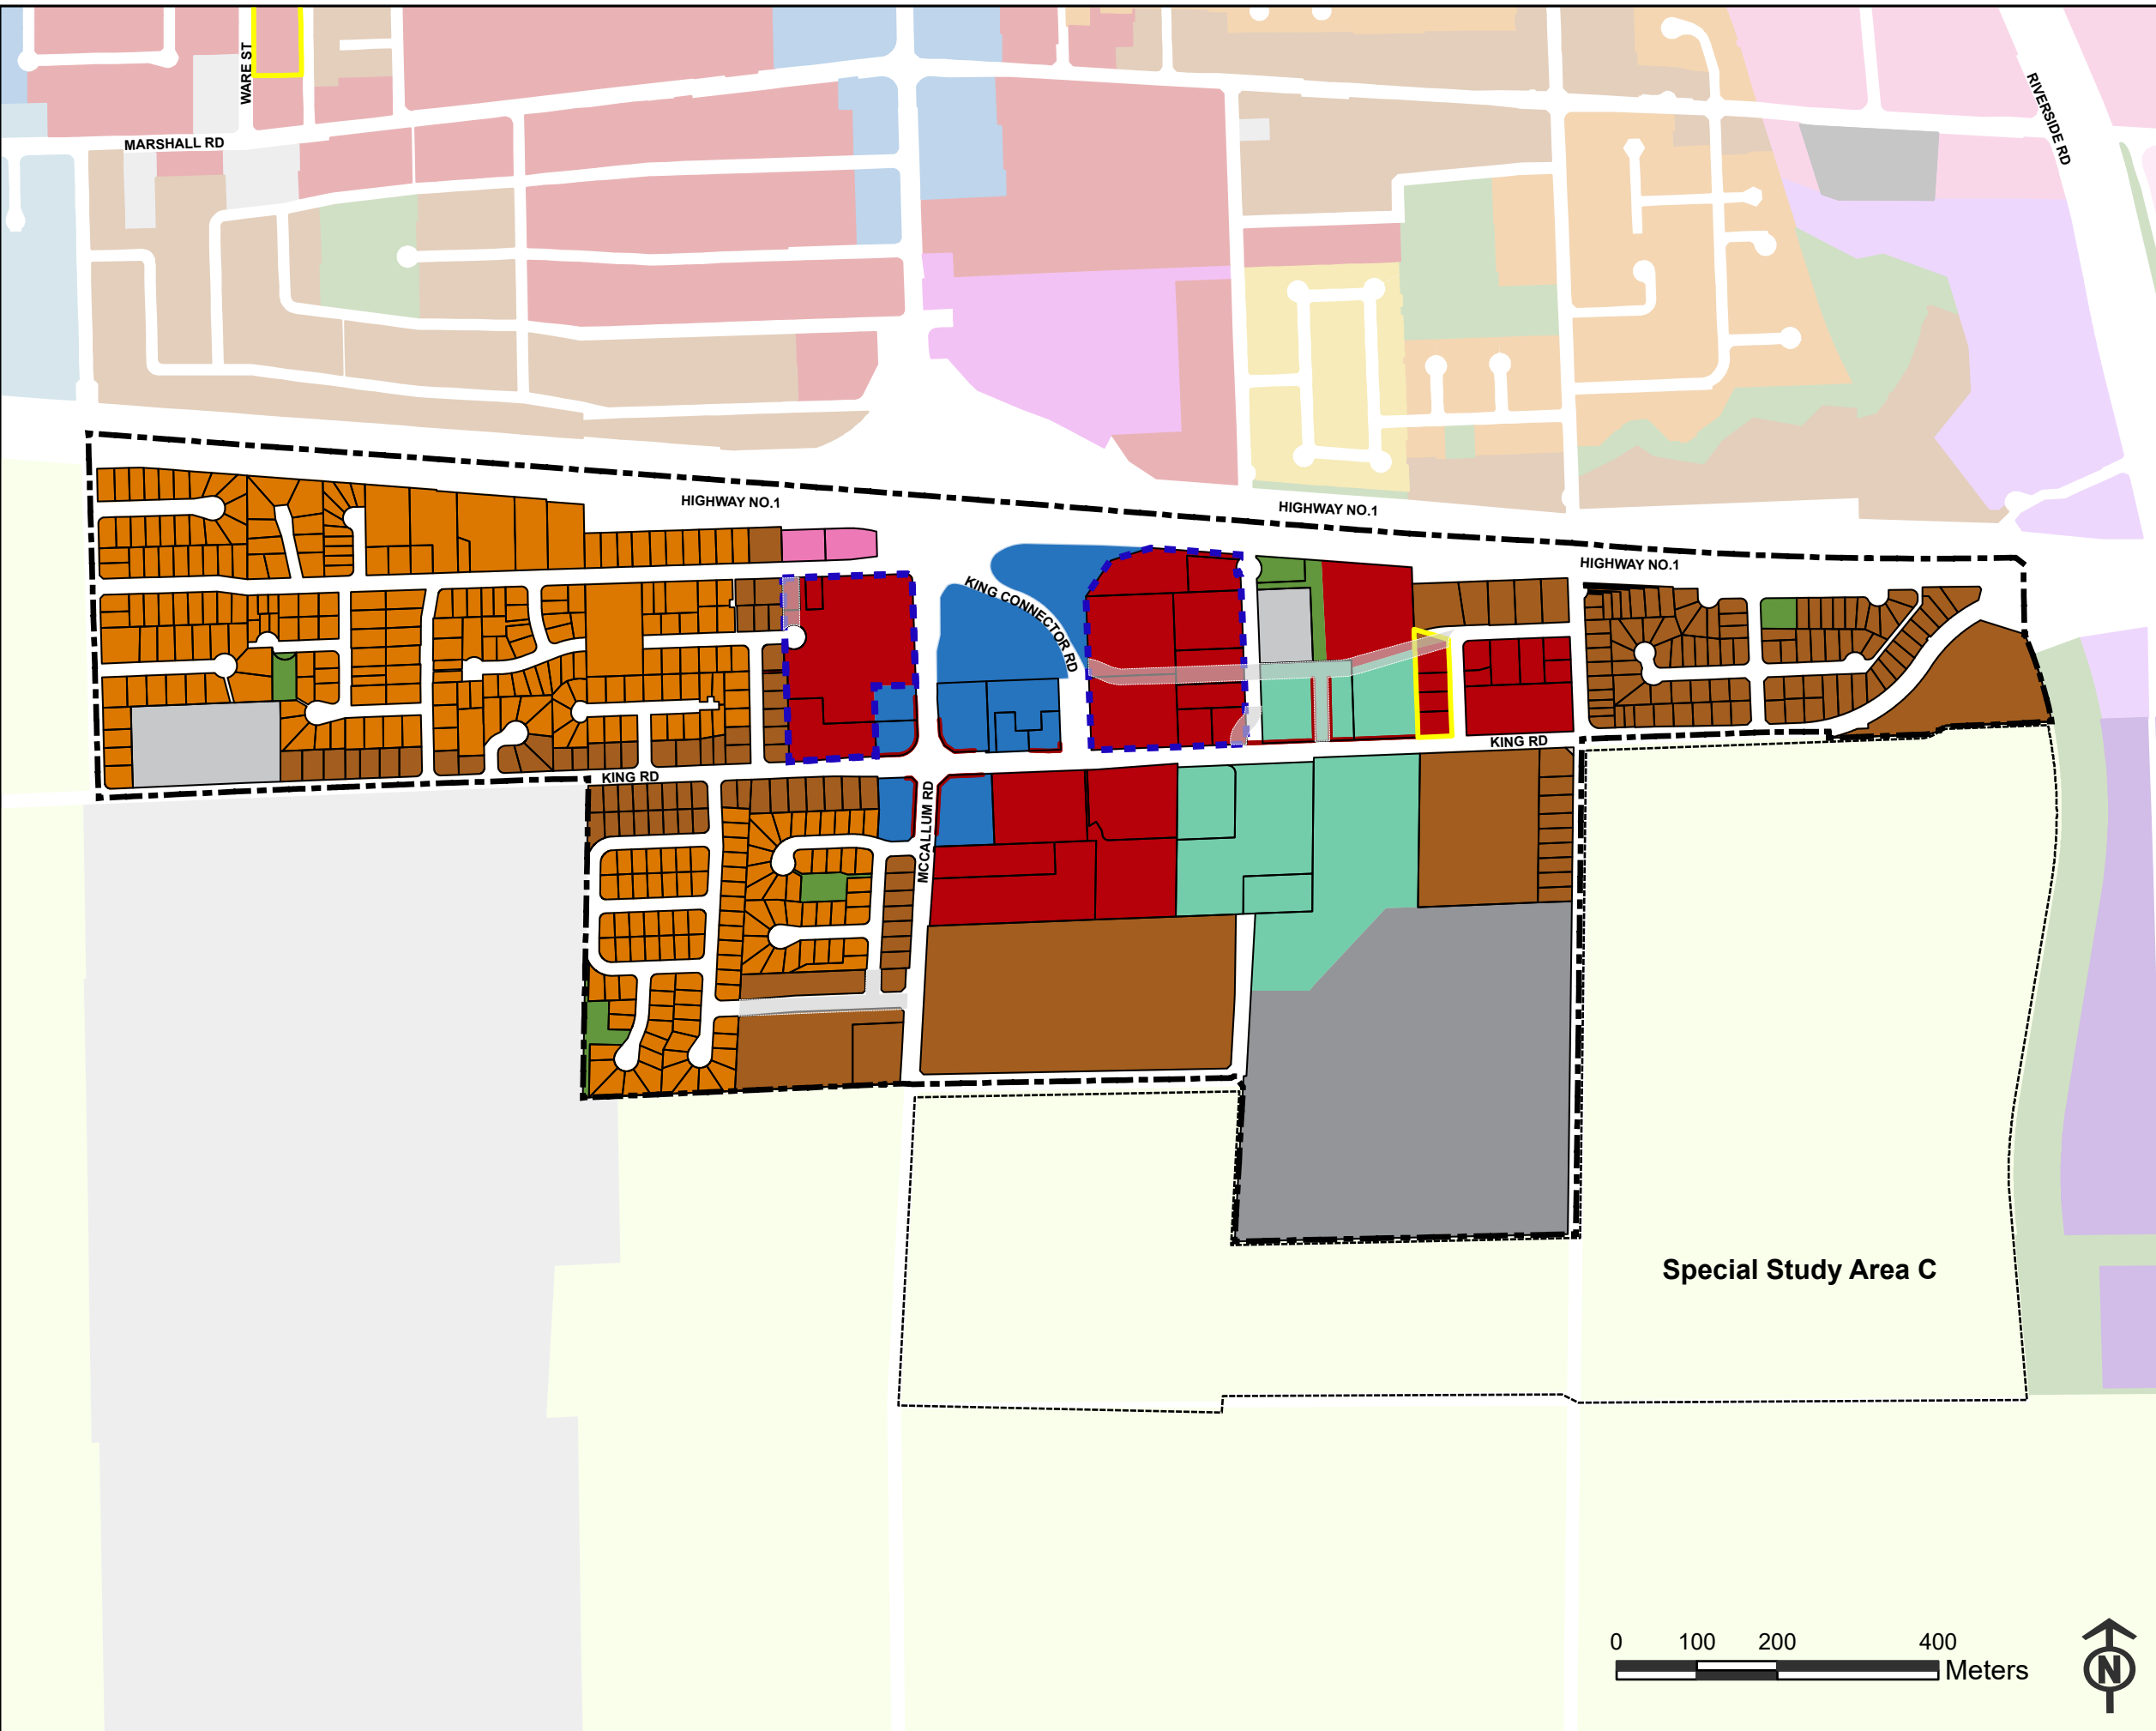 WARE ST
MARSHALL RD
RIVERSIDE RD
HIGHWAY NO.1
HIGHWAY NO.1
HIGHWAY NO.1
KING CONNECTOR RD
KING RD
KING RD
MCCALLUM RD
Special Study Area C
0 100 200 400
Meters
N